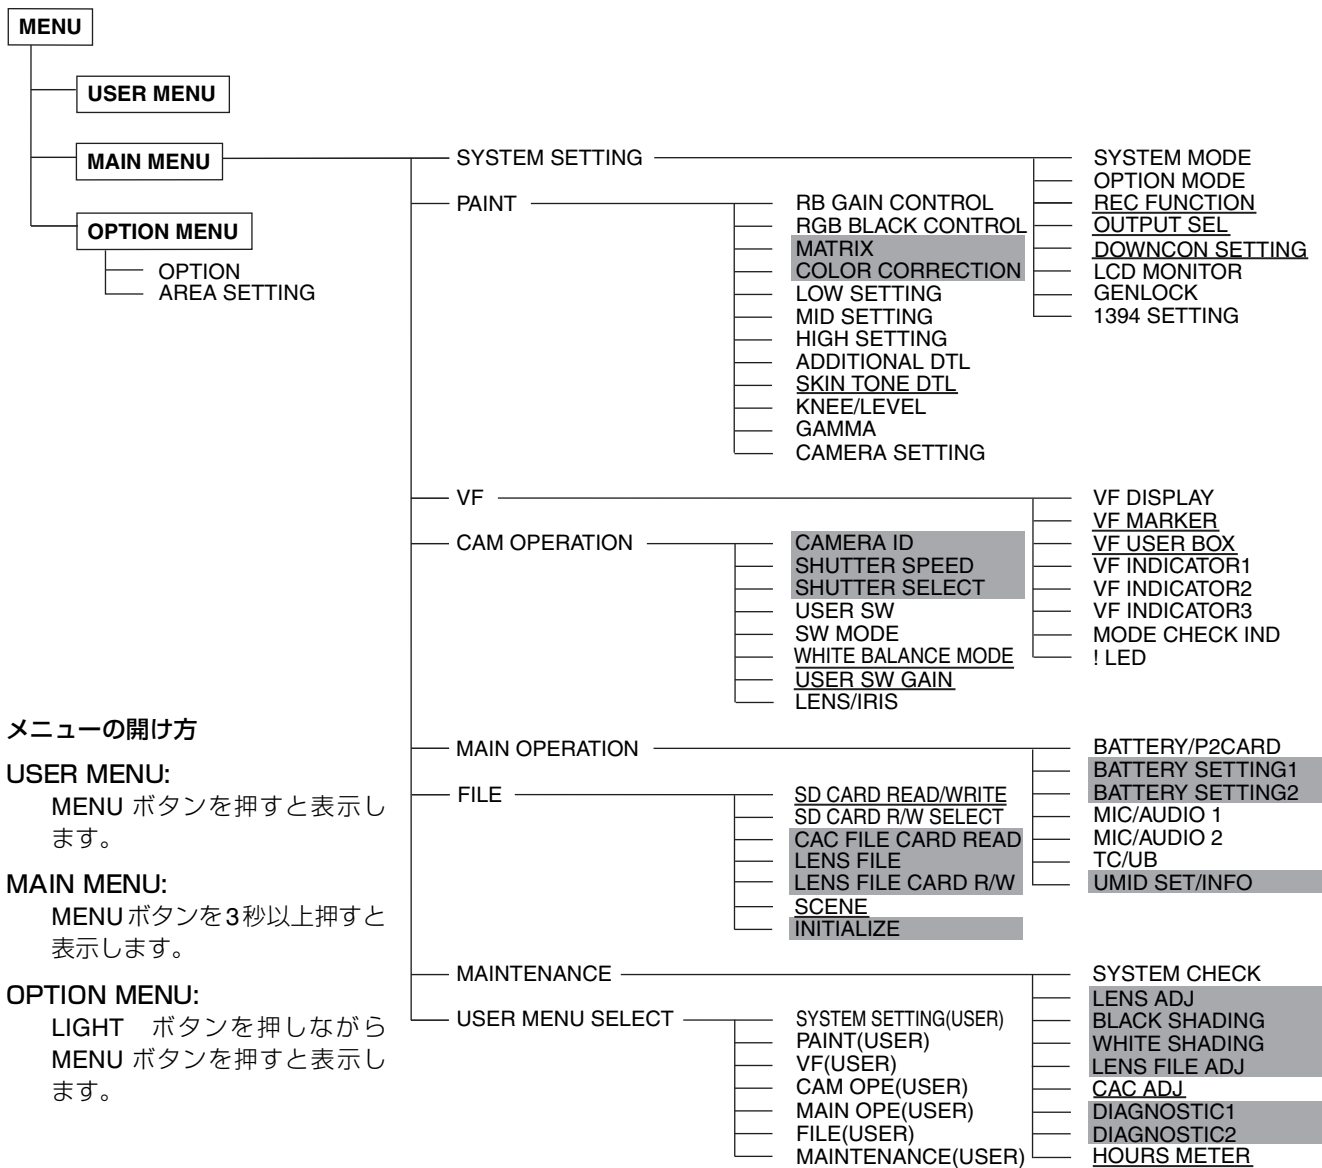 MENU
USER MENU
MAIN MENU
OPTION MENU
OPTION
AREA SETTING
SYSTEM SETTING
SYSTEM MODE
OPTION MODE
REC FUNCTION
OUTPUT SEL
DOWNCON SETTING
LCD MONITOR
GENLOCK
1394 SETTING
PAINT
RB GAIN CONTROL
RGB BLACK CONTROL
MATRIX
COLOR CORRECTION
LOW SETTING
MID SETTING
HIGH SETTING
ADDITIONAL DTL
SKIN TONE DTL
KNEE/LEVEL
GAMMA
CAMERA SETTING
VF
VF DISPLAY
VF MARKER
VF USER BOX
VF INDICATOR1
VF INDICATOR2
VF INDICATOR3
MODE CHECK IND
! LED
CAM OPERATION
CAMERA ID
SHUTTER SPEED
SHUTTER SELECT
USER SW
SW MODE
WHITE BALANCE MODE
USER SW GAIN
LENS/IRIS
MAIN OPERATION
BATTERY/P2CARD
BATTERY SETTING1
BATTERY SETTING2
MIC/AUDIO 1
MIC/AUDIO 2
TC/UB
UMID SET/INFO
FILE
SD CARD READ/WRITE
SD CARD R/W SELECT
CAC FILE CARD READ
LENS FILE
LENS FILE CARD R/W
SCENE
INITIALIZE
MAINTENANCE
SYSTEM CHECK
LENS ADJ
BLACK SHADING
WHITE SHADING
LENS FILE ADJ
CAC ADJ
DIAGNOSTIC1
DIAGNOSTIC2
HOURS METER
USER MENU SELECT
SYSTEM SETTING(USER)
PAINT(USER)
VF(USER)
CAM OPE(USER)
MAIN OPE(USER)
FILE(USER)
MAINTENANCE(USER)
メニューの開け方
USER MENU:
MENU ボタンを押すと表示し
ます。
MAIN MENU:
MENU ボタンを3秒以上押すと
表示します。
OPTION MENU:
LIGHT ボタンを押しながら
MENU ボタンを押すと表示し
ます。